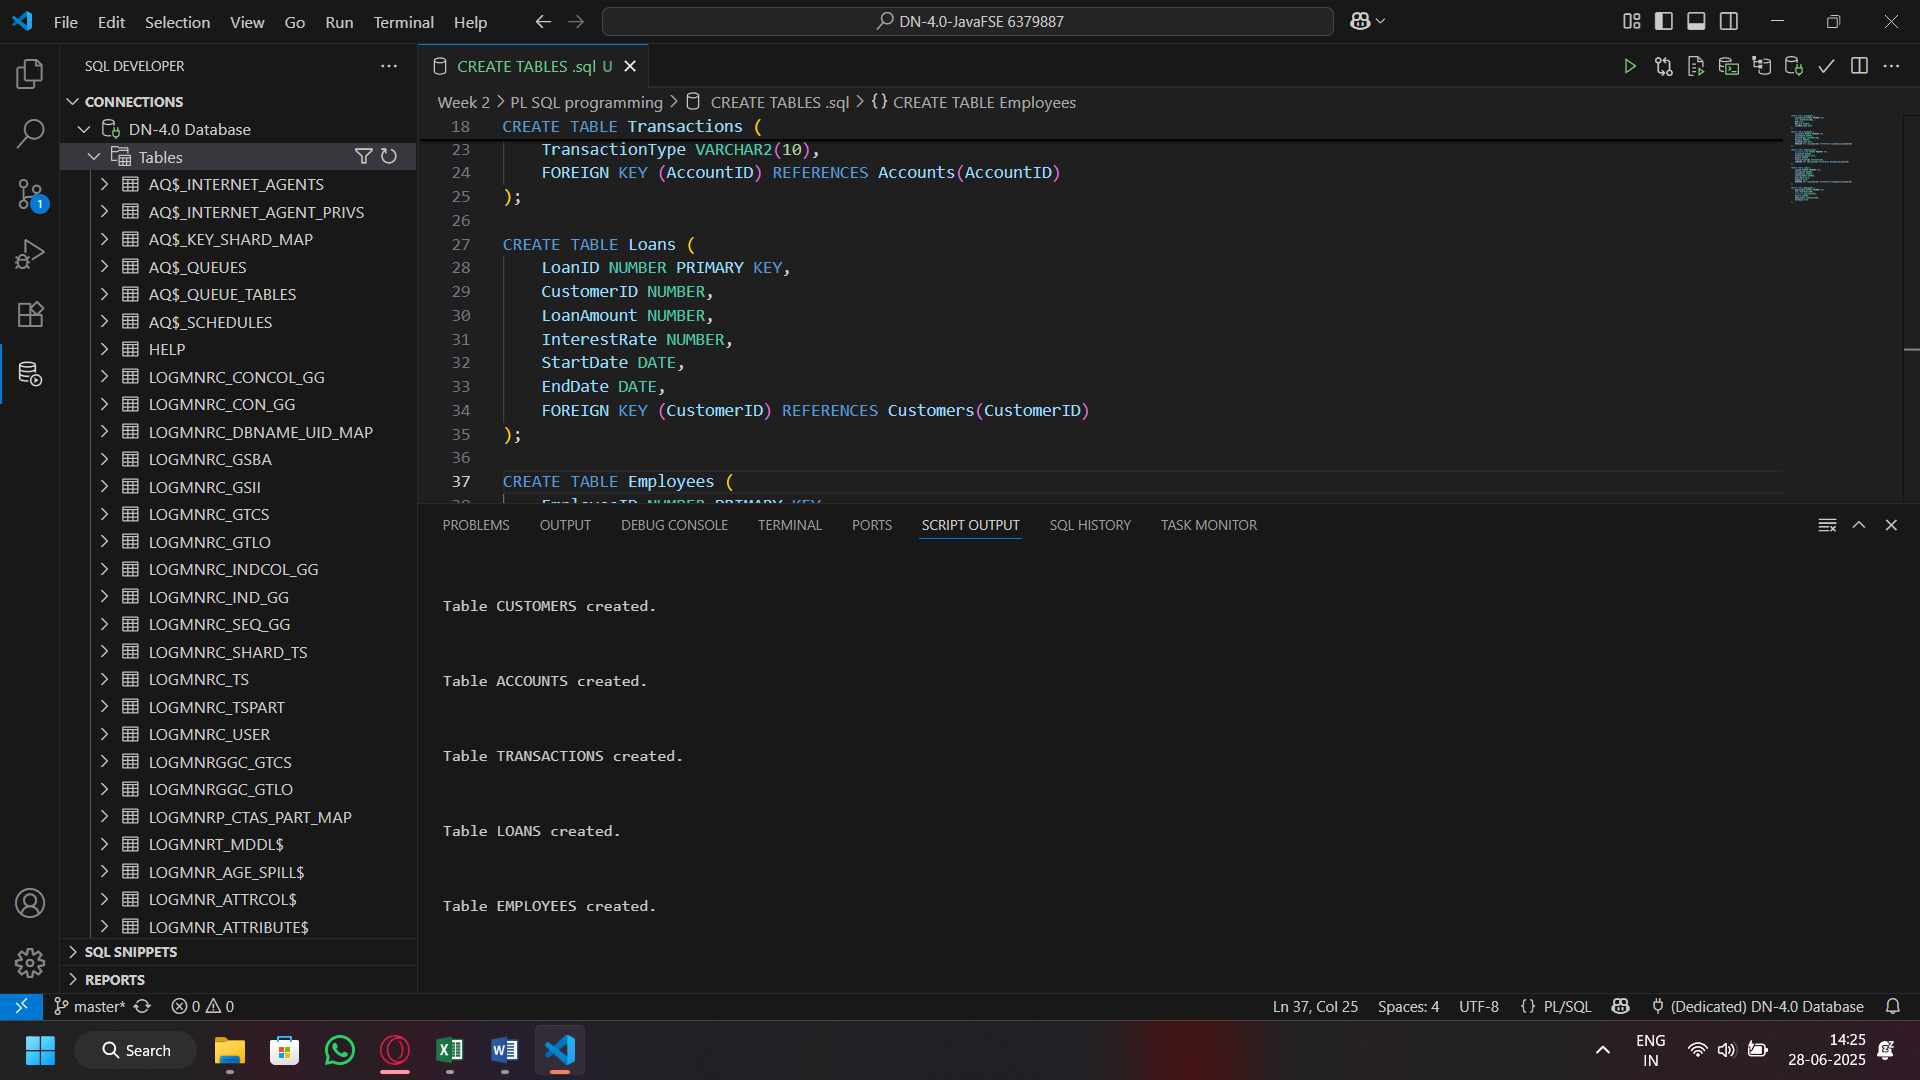 File Edit Selection View Go Run Terminal Help
DN-4.0-JavaFSE 6379887
SQL DEVELOPER
CONNECTIONS
DN-4.0 Database
Tables
AQ$_INTERNET_AGENTS
AQ$_INTERNET_AGENT_PRIVS
AQ$_KEY_SHARD_MAP
AQ$_QUEUES
AQ$_QUEUE_TABLES
AQ$_SCHEDULES
HELP
LOGMNRC_CONCOL_GG
LOGMNRC_CON_GG
LOGMNRC_DBNAME_UID_MAP
LOGMNRC_GSBA
LOGMNRC_GSII
LOGMNRC_GTCS
LOGMNRC_GTLO
LOGMNRC_INDCOL_GG
LOGMNRC_IND_GG
LOGMNRC_SEQ_GG
LOGMNRC_SHARD_TS
LOGMNRC_TS
LOGMNRC_TSPART
LOGMNRC_USER
LOGMNRGGC_GTCS
LOGMNRGGC_GTLO
LOGMNRP_CTAS_PART_MAP
LOGMNRT_MDDL$
LOGMNR_AGE_SPILL$
LOGMNR_ATTRCOL$
LOGMNR_ATTRIBUTE$
SQL SNIPPETS
REPORTS
1
CREATE TABLES .sql U
Week 2 > PL SQL programming > CREATE TABLES .sql > {} CREATE TABLE Employees
18 CREATE TABLE Transactions (
23 TransactionType VARCHAR2(10),
24 FOREIGN KEY (AccountID) REFERENCES Accounts(AccountID)
25 );
26
27 CREATE TABLE Loans (
28 LoanID NUMBER PRIMARY KEY,
29 CustomerID NUMBER,
30 LoanAmount NUMBER,
31 InterestRate NUMBER,
32 StartDate DATE,
33 EndDate DATE,
34 FOREIGN KEY (CustomerID) REFERENCES Customers(CustomerID)
35 );
36
37 CREATE TABLE Employees (
38 EmployeeID NUMBER PRIMARY KEY,
PROBLEMS OUTPUT DEBUG CONSOLE TERMINAL PORTS SCRIPT OUTPUT SQL HISTORY TASK MONITOR
Table CUSTOMERS created.
Table ACCOUNTS created.
Table TRANSACTIONS created.
Table LOANS created.
Table EMPLOYEES created.
master* 0 0
Ln 37, Col 25 Spaces: 4 UTF-8 {} PL/SQL (Dedicated) DN-4.0 Database
Search
ENG
IN
14:25
28-06-2025